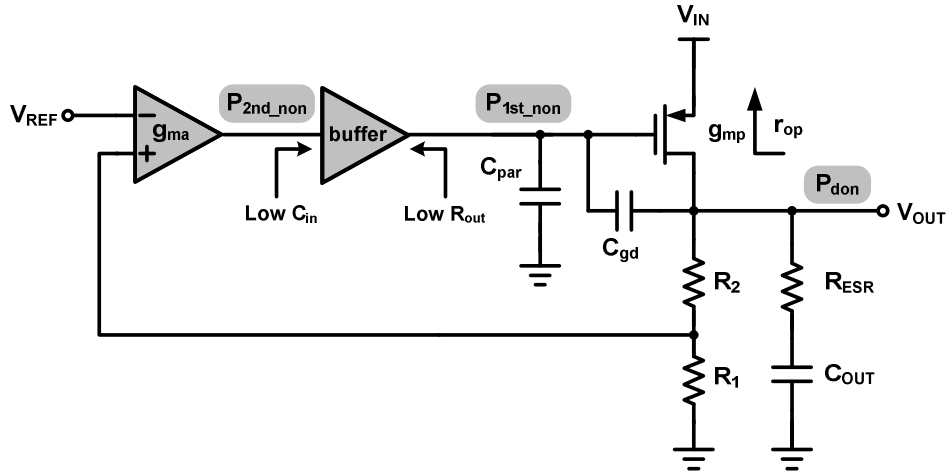 V_IN
P_2nd_non
P_1st_non
V_REF
−
+
g_ma
buffer
g_mp
r_op
C_par
P_don
Low C_in
Low R_out
V_OUT
C_gd
R_2
R_ESR
R_1
C_OUT